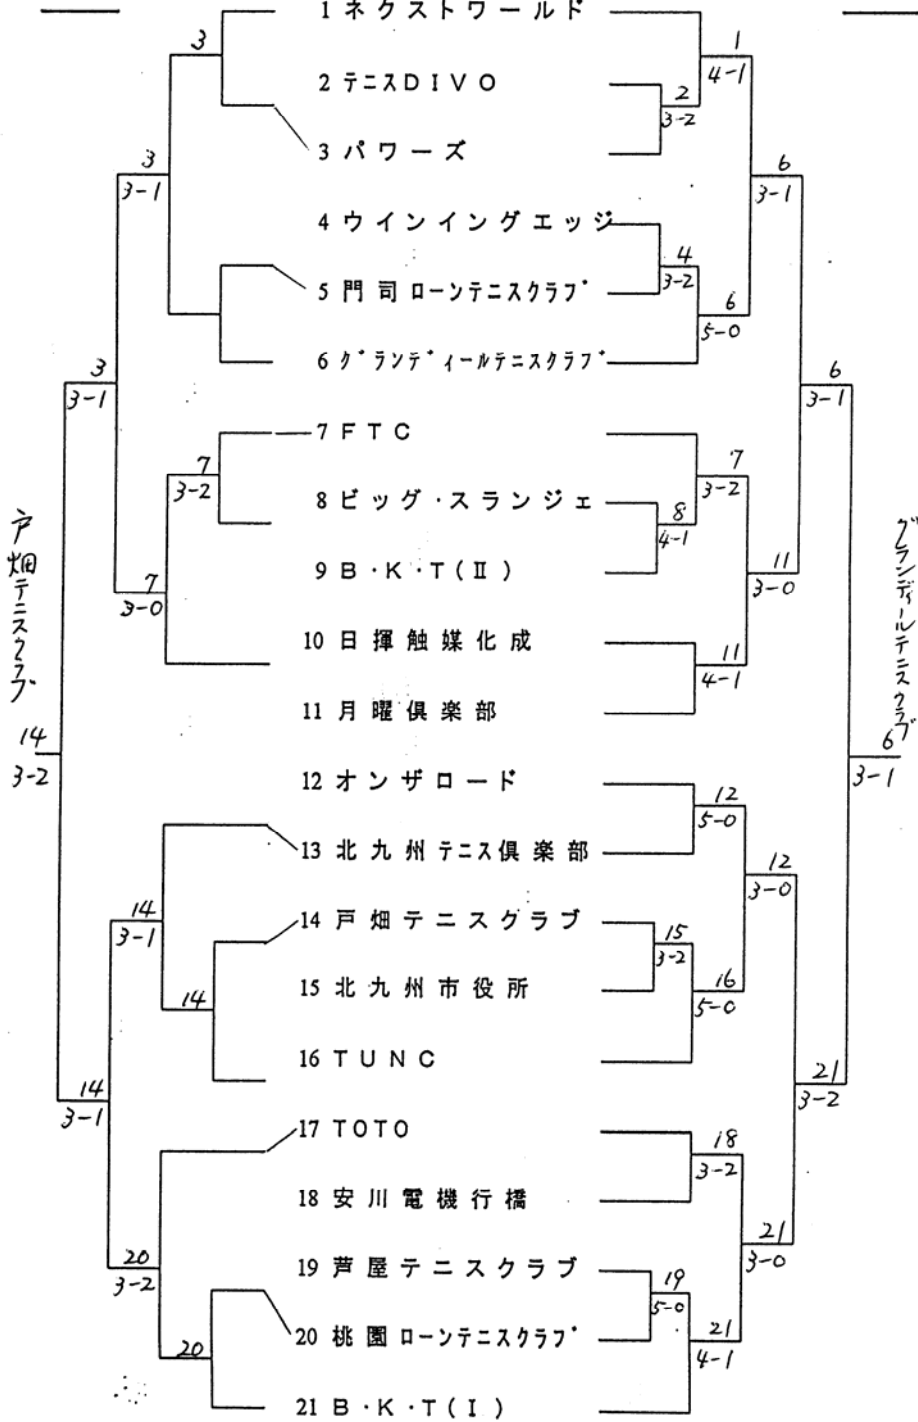 1 ネクストワールド
3
1
4-1
2 テニスDIVO
2
3-2
3 パワーズ
3
3-1
6
3-1
4 ウインイングエッジ
4
3-2
5 門司ローンテニスクラブ
6
5-0
6 グランディールテニスクラブ
3
3-1
6
3-1
7 FTC
7
3-2
7
3-2
8 ビッグ・スランジェ
8
4-1
9 B・K・T(Ⅱ)
7
3-0
11
3-0
10 日揮触媒化成
11
4-1
11 月曜倶楽部
戸畑テニスクラブ
14
3-2
グランディールテニスクラブ
6
3-1
12 オンザロード
12
5-0
13 北九州テニス倶楽部
12
3-0
14
3-1
14 戸畑テニスクラブ
15
3-2
15 北九州市役所
14
16
5-0
16 TUNC
14
3-1
21
3-2
17 TOTO
18
3-2
18 安川電機行橋
20
3-2
21
3-0
19 芦屋テニスクラブ
19
5-0
20 桃園ローンテニスクラブ
20
21
4-1
21 B・K・T(Ⅰ)